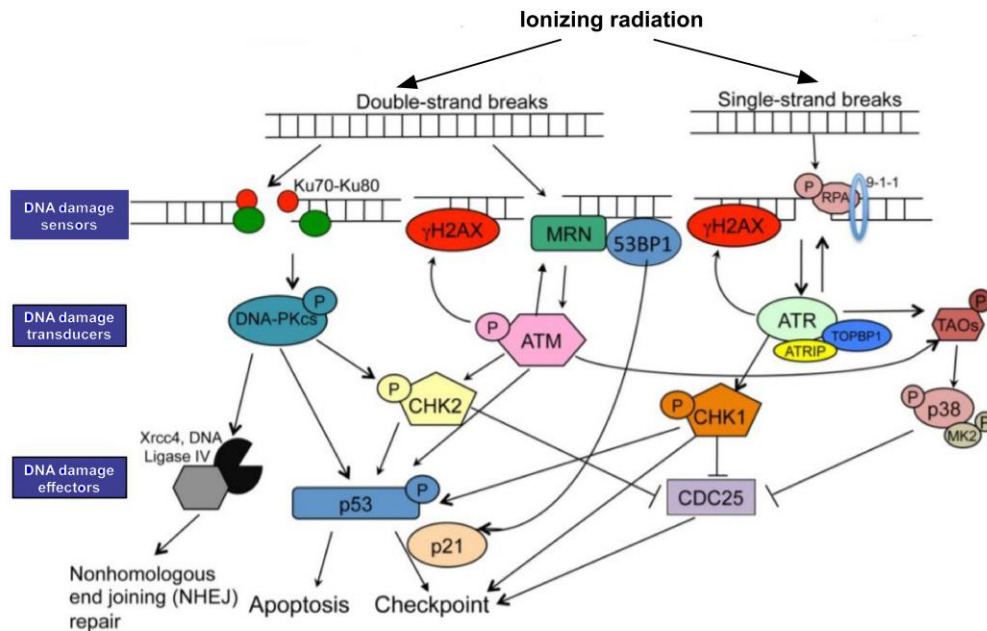 Ionizing radiation
Double-strand breaks
Single-strand breaks
DNA damage
sensors
Ku70-Ku80
γH2AX
MRN
53BP1
γH2AX
P
RPA
9-1-1
DNA damage
transducers
DNA-PKcs
P
P
ATM
ATR
ATRIP
TOPBP1
P
TAOs
P
CHK2
P
CHK1
P
p38
MK2
P
DNA damage
effectors
Xrcc4, DNA
Ligase IV
p53
P
p21
CDC25
Nonhomologous
end joining (NHEJ)
repair
Apoptosis
Checkpoint